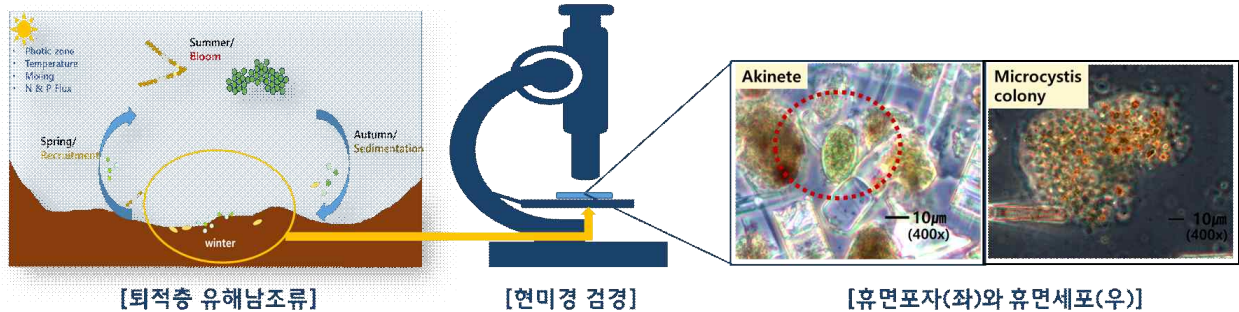 Summer/
Bloom
• Photic zone
• Temperature
• Mixing
• N & P Flux
Spring/
Recruitment
Autumn/
Sedimentation
winter
Akinete
10㎛
(400x)
Microcystis
colony
10㎛
(400x)
[퇴적층 유해남조류]
[현미경 검경]
[휴면포자(좌)와 휴면세포(우)]